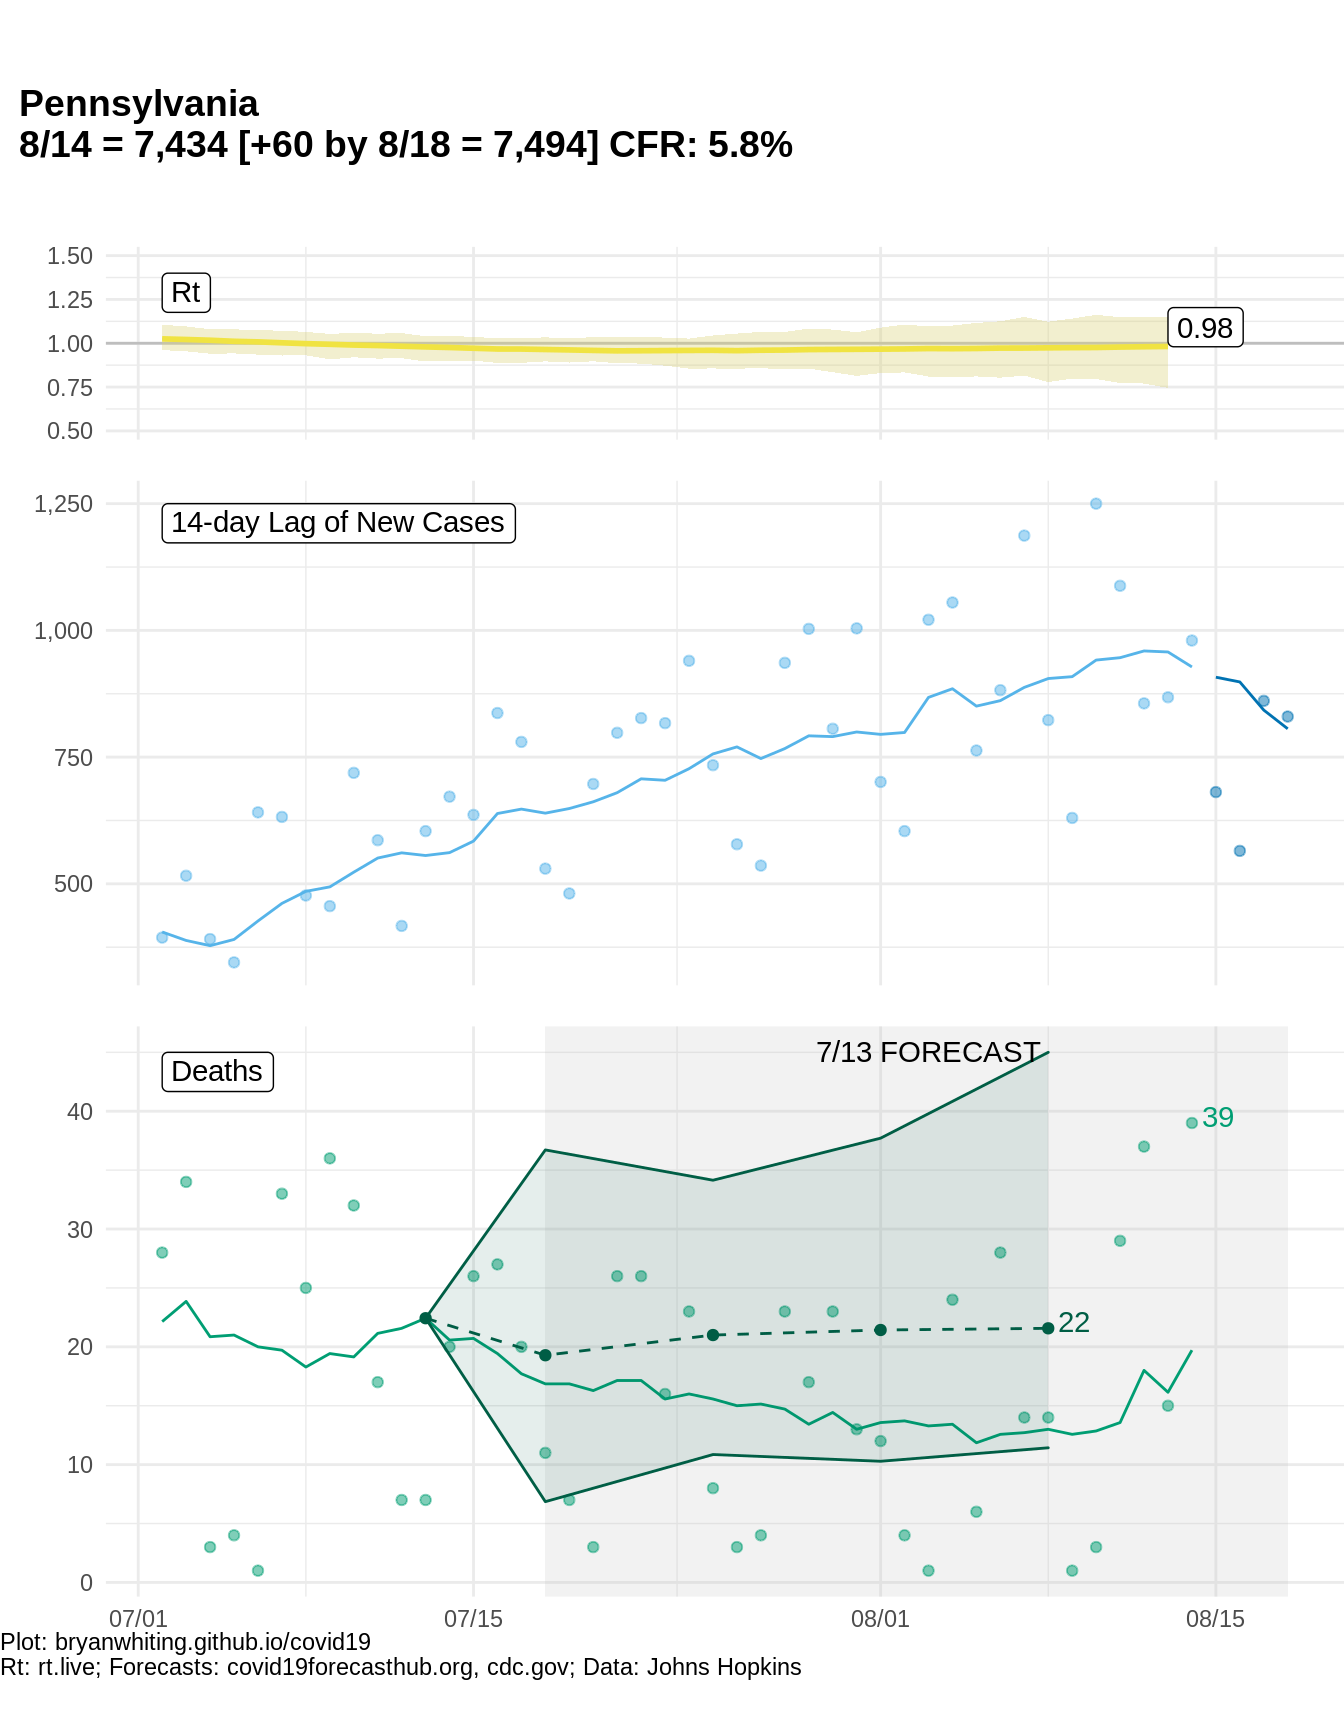 Pennsylvania
8/14 = 7,434 [+60 by 8/18 = 7,494] CFR: 5.8%
1.50
1.25
1.00
0.75
0.50
Rt
0.98
1,250
1,000
750
500
14-day Lag of New Cases
40
30
20
10
0
Deaths
7/13 FORECAST
39
22
07/01
07/15
08/01
08/15
Plot: bryanwhiting.github.io/covid19
Rt: rt.live; Forecasts: covid19forecasthub.org, cdc.gov; Data: Johns Hopkins